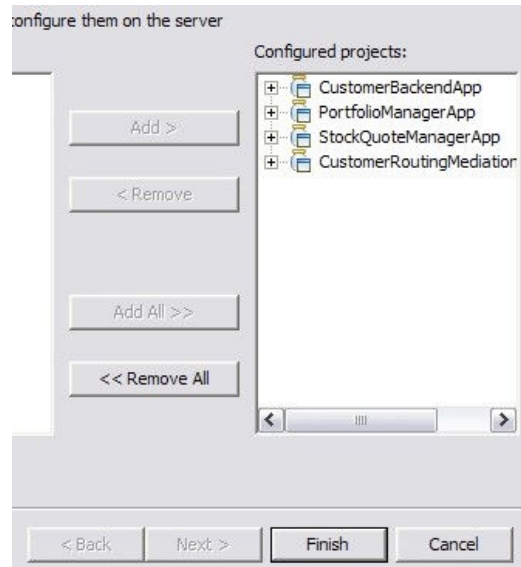 configure them on the server
Configured projects:
CustomerBackendApp
PortfolioManagerApp
StockQuoteManagerApp
CustomerRoutingMediation
Add >
< Remove
Add All >>
<< Remove All
< Back
Next >
Finish
Cancel